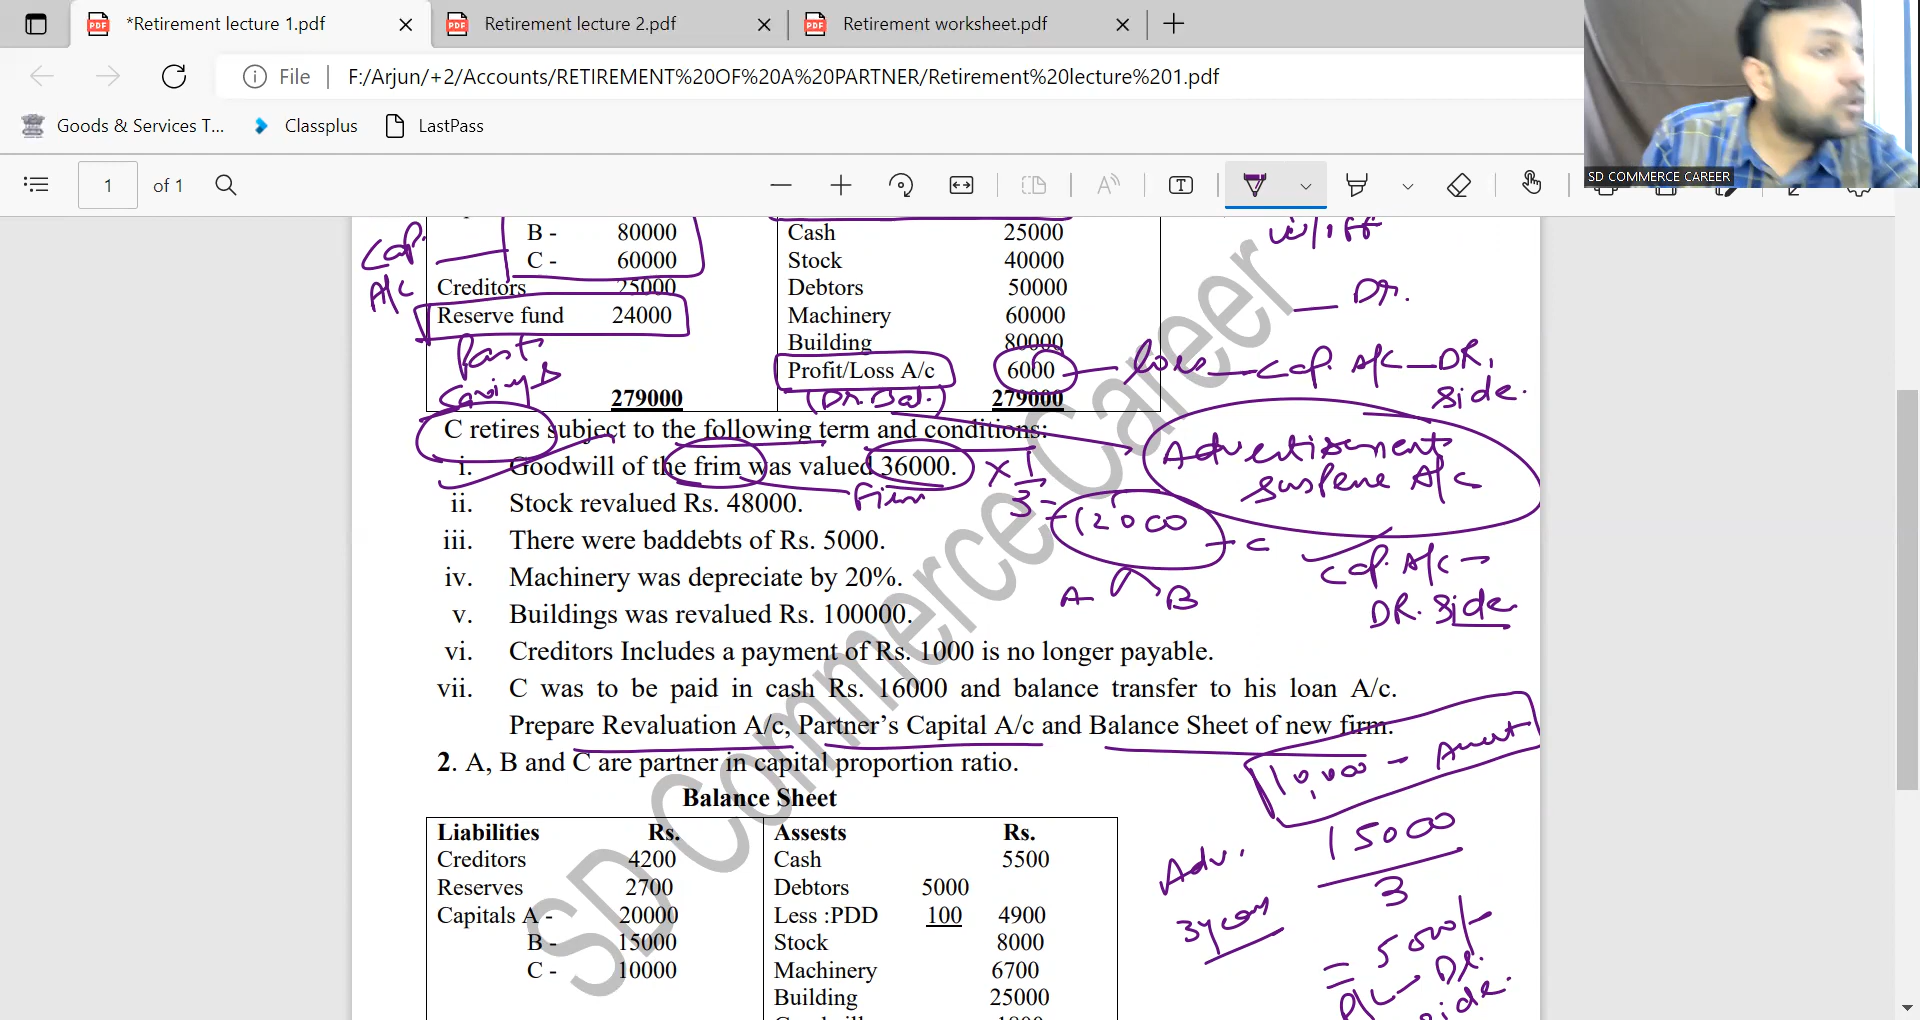 *Retirement lecture 1.pdf
Retirement lecture 2.pdf
Retirement worksheet.pdf
File
F:/Arjun/+2/Accounts/RETIREMENT%20OF%20A%20PARTNER/Retirement%20lecture%201.pdf
Goods & Services T...
Classplus
LastPass
1 of 1
SD COMMERCE CAREER
B - 80000 Cash 25000
C - 60000 Stock 40000
Creditors 25000 Debtors 50000
Reserve fund 24000 Machinery 60000
Building 80000
Profit/Loss A/c 6000
279000 279000
Cap.
A/c
Past
w/off
Dr.
loss - Cap. A/c - DR.
side.
(Dr. Bal.)
C retires subject to the following term and conditions:
i. Goodwill of the frim was valued 36000.
× 1
3 = 12000 - C
firm
A B
Advertisement
suspense A/c
Cap. A/c -
DR. side
ii. Stock revalued Rs. 48000.
iii. There were baddebts of Rs. 5000.
iv. Machinery was depreciate by 20%.
v. Buildings was revalued Rs. 100000.
vi. Creditors Includes a payment of Rs. 1000 is no longer payable.
vii. C was to be paid in cash Rs. 16000 and balance transfer to his loan A/c.
Prepare Revaluation A/c, Partner's Capital A/c and Balance Sheet of new firm.
2. A, B and C are partner in capital proportion ratio.
Balance Sheet
Liabilities Rs. Assests Rs.
Creditors 4200 Cash 5500
Reserves 2700 Debtors 5000
Capitals A - 20000 Less :PDD 100 4900
B - 15000 Stock 8000
C - 10000 Machinery 6700
Building 25000
10,000 -
Adv.
3 years
15000
3
= 5000/-
Dr.
side.
SD Commerce Career